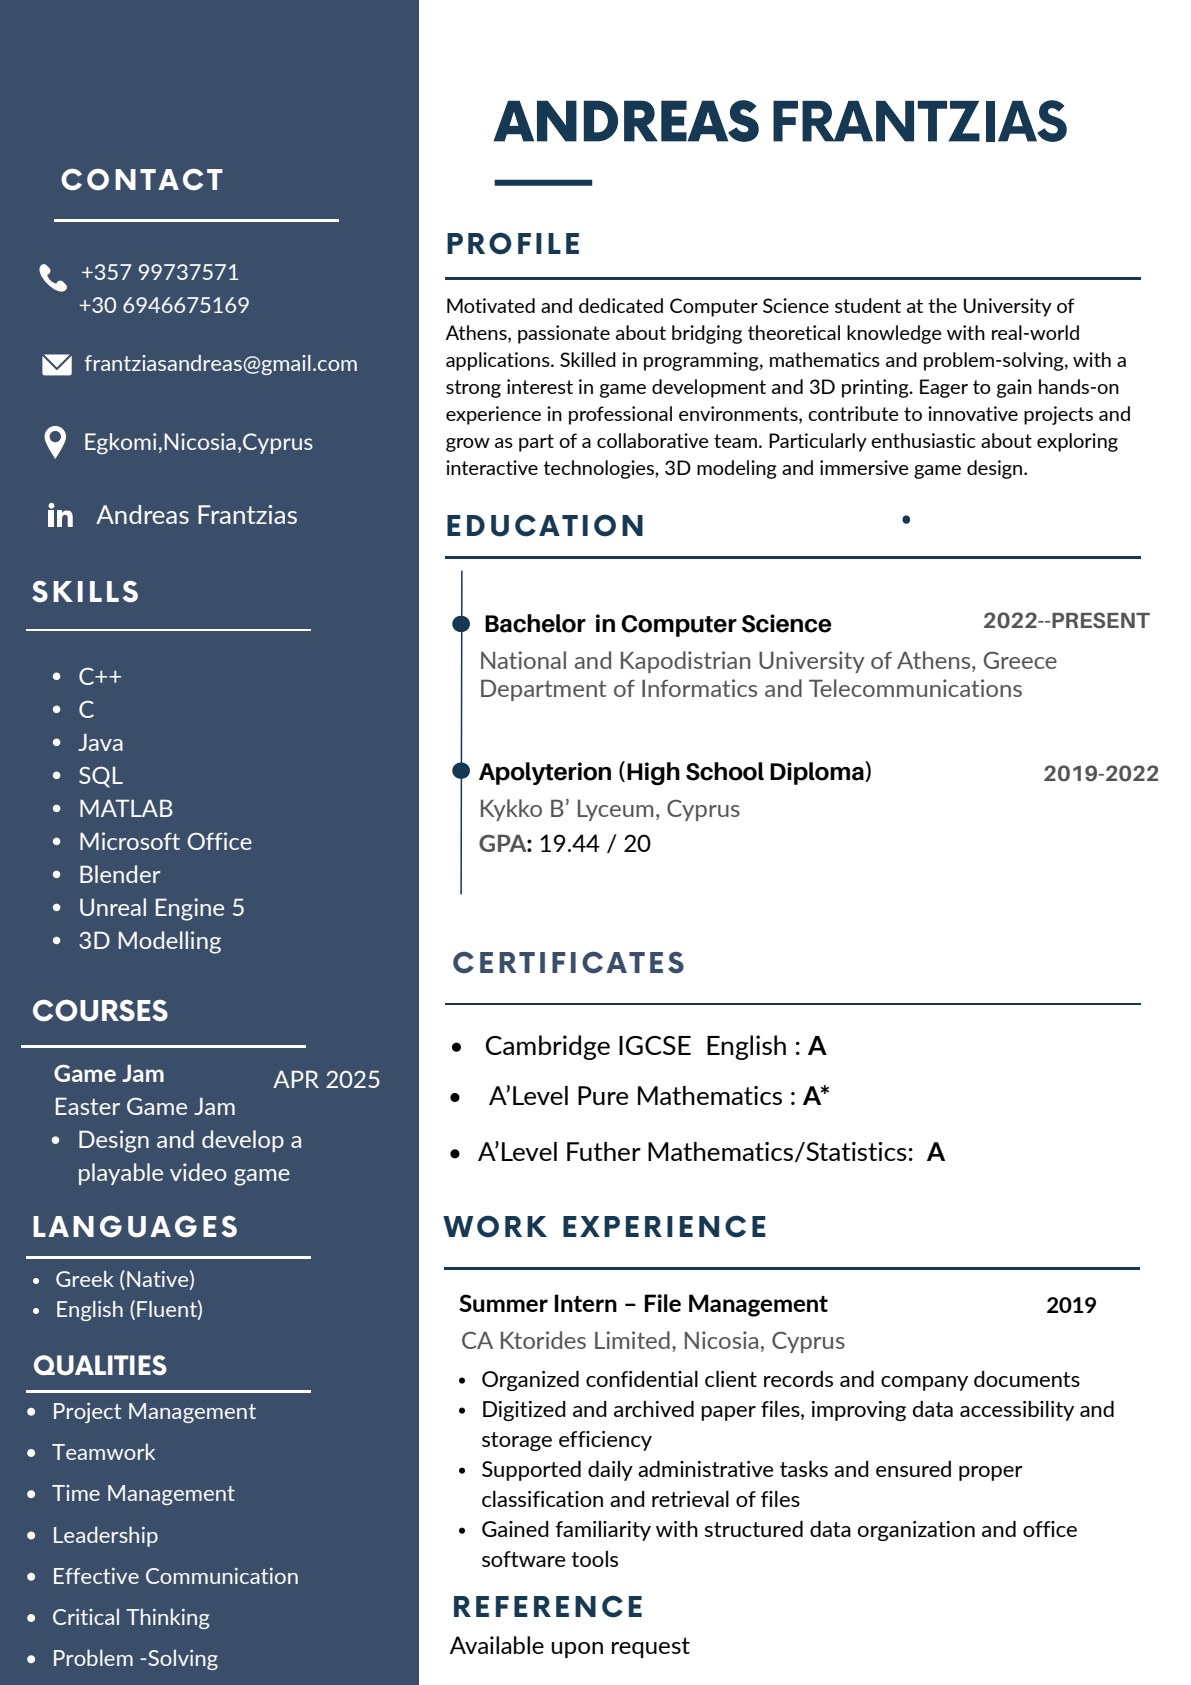 CONTACT
+357 99737571
+30 6946675169
frantziasandreas@gmail.com
Egkomi,Nicosia,Cyprus
in Andreas Frantzias
SKILLS
• C++
• C
• Java
• SQL
• MATLAB
• Microsoft Office
• Blender
• Unreal Engine 5
• 3D Modelling
COURSES
Game Jam
APR 2025
Easter Game Jam
• Design and develop a
playable video game
LANGUAGES
• Greek (Native)
• English (Fluent)
QUALITIES
• Project Management
• Teamwork
• Time Management
• Leadership
• Effective Communication
• Critical Thinking
• Problem -Solving
ANDREAS FRANTZIAS
PROFILE
Motivated and dedicated Computer Science student at the University of
Athens, passionate about bridging theoretical knowledge with real-world
applications. Skilled in programming, mathematics and problem-solving, with a
strong interest in game development and 3D printing. Eager to gain hands-on
experience in professional environments, contribute to innovative projects and
grow as part of a collaborative team. Particularly enthusiastic about exploring
interactive technologies, 3D modeling and immersive game design.
EDUCATION •
Bachelor in Computer Science 2022--PRESENT
National and Kapodistrian University of Athens, Greece
Department of Informatics and Telecommunications
Apolyterion (High School Diploma) 2019-2022
Kykko B’ Lyceum, Cyprus
GPA: 19.44 / 20
CERTIFICATES
• Cambridge IGCSE English : A
• A’Level Pure Mathematics : A*
• A’Level Futher Mathematics/Statistics: A
WORK EXPERIENCE
Summer Intern – File Management 2019
CA Ktorides Limited, Nicosia, Cyprus
• Organized confidential client records and company documents
• Digitized and archived paper files, improving data accessibility and
storage efficiency
• Supported daily administrative tasks and ensured proper
classification and retrieval of files
• Gained familiarity with structured data organization and office
software tools
REFERENCE
Available upon request